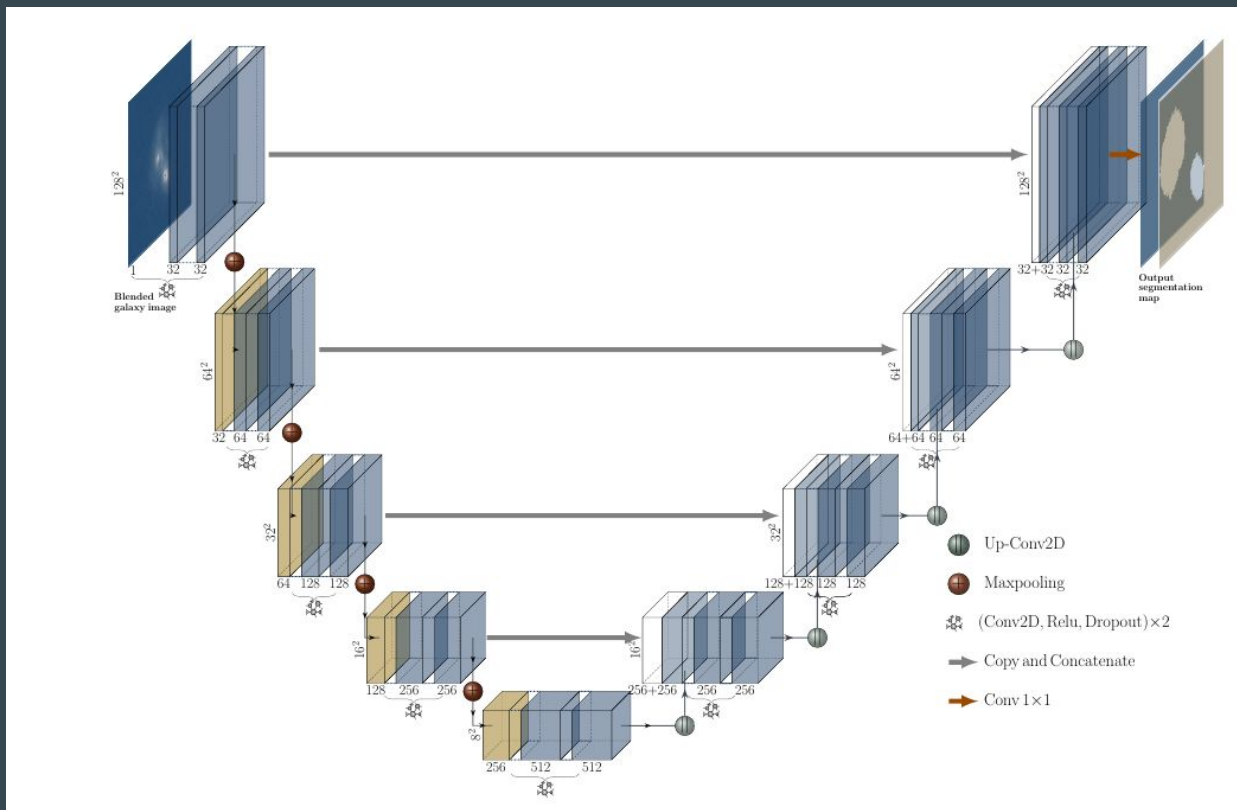 128²
1 32 32
Blended
galaxy image
128²
32+32 32 32
Output
segmentation
map
64²
32 64 64
64²
64+64 64 64
32²
64 128 128
32²
128+128 128 128
16²
128 256 256
16²
256+256 256 256
8²
256 512 512
Up-Conv2D
Maxpooling
(Conv2D, Relu, Dropout)×2
Copy and Concatenate
Conv 1×1